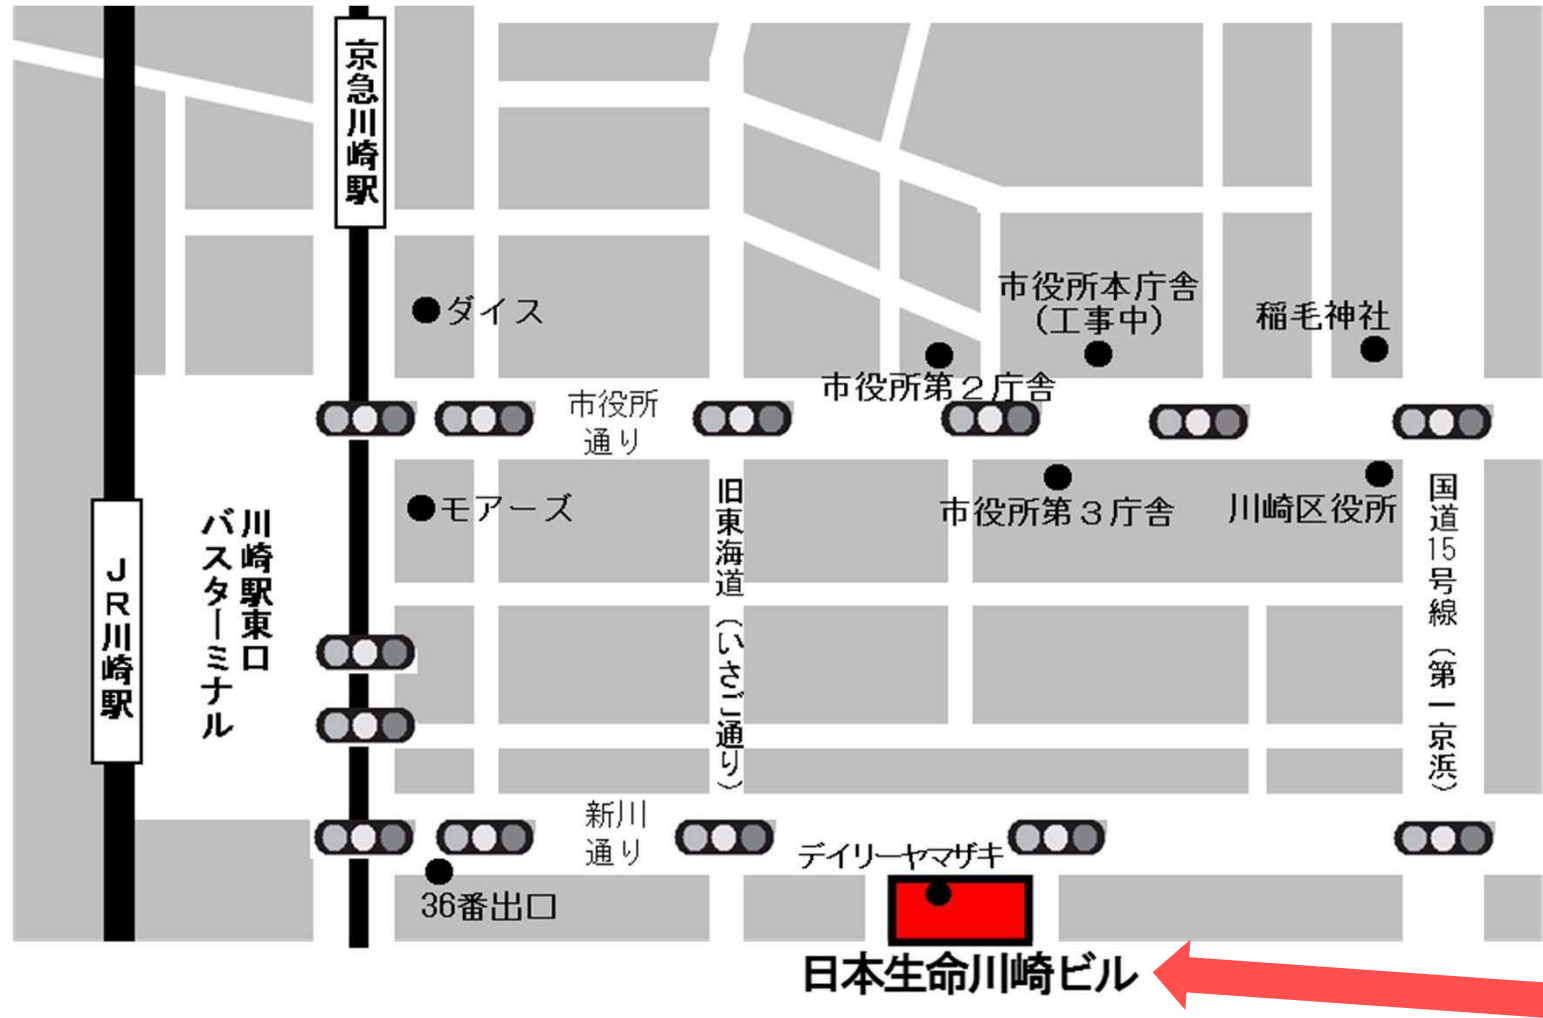 京急川崎駅
ダイス
市役所本庁舎
(工事中)
稲毛神社
市役所第２庁舎
市役所
通り
モアーズ
市役所第３庁舎
川崎区役所
旧東海道（いさご通り）
国道15号線（第一京浜）
川崎駅東口
バスターミナル
ＪＲ川崎駅
新川
通り
デイリーヤマザキ
36番出口
日本生命川崎ビル